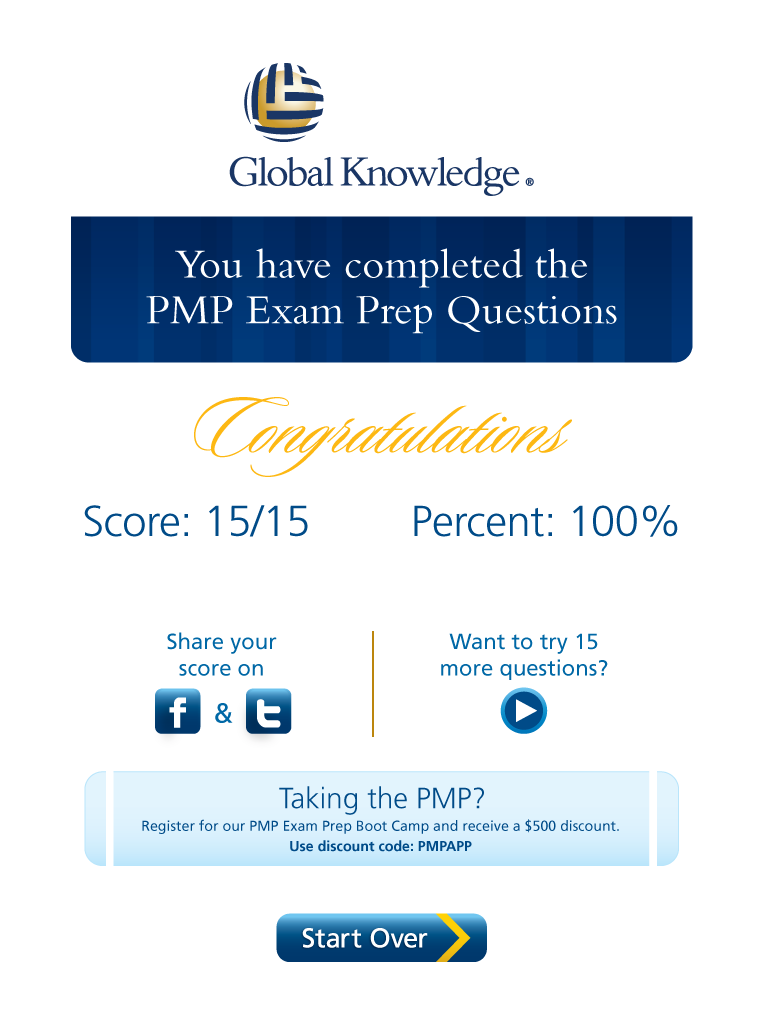 Global Knowledge ®
You have completed the
PMP Exam Prep Questions
Congratulations
Score: 15/15
Percent: 100%
Share your
score on
f & t
Want to try 15
more questions?
Taking the PMP?
Register for our PMP Exam Prep Boot Camp and receive a $500 discount.
Use discount code: PMPAPP
Start Over